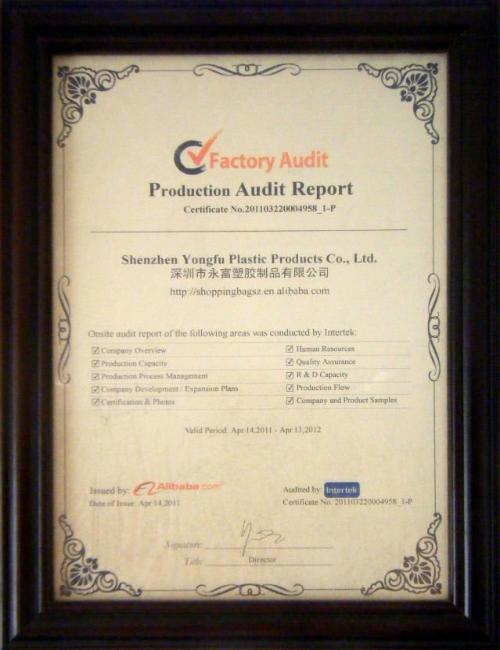 Factory Audit
Production Audit Report
Certificate No.201103220004958_1-P
Shenzhen Yongfu Plastic Products Co., Ltd.
深圳市永富塑胶制品有限公司
http://shoppingbagsz.en.alibaba.com
Onsite audit report of the following areas was conducted by Intertek:
Company Overview
Production Capacity
Production Process Management
Company Development / Expansion Plans
Certification & Photos
Human Resources
Quality Assurance
R & D Capacity
Production Flow
Company and Product Samples
Valid Period: Apr 14,2011 - Apr 13,2012
Issued by: Alibaba.com
Date of Issue: Apr 14,2011
Audited by: Intertek
Certificate No. 201103220004958_1-P
Signature:
Title: Director